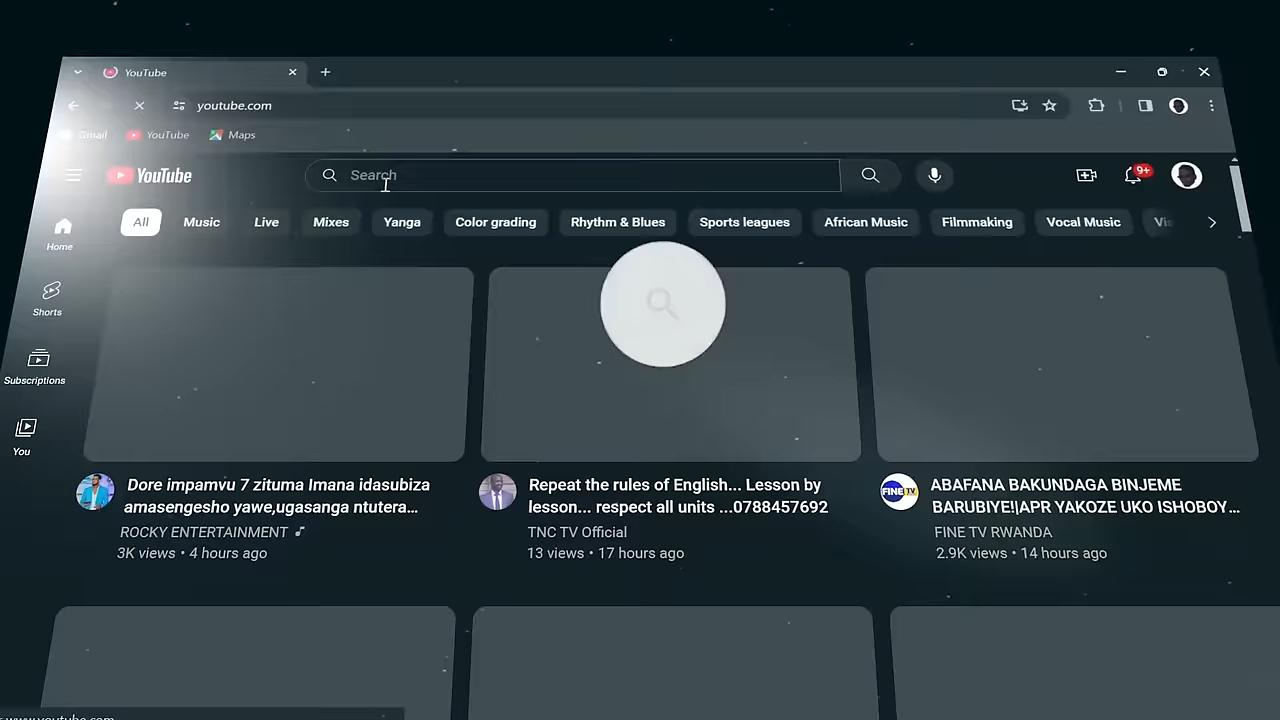 YouTube
youtube.com
Gmail YouTube Maps
YouTube
Search
9+
All Music Live Mixes Yanga Color grading Rhythm & Blues Sports leagues African Music Filmmaking Vocal Music
Home
Shorts
Subscriptions
You
Dore impamvu 7 zituma Imana idasubiza
amasengesho yawe,ugasanga ntutera...
ROCKY ENTERTAINMENT
3K views • 4 hours ago
Repeat the rules of English... Lesson by
lesson... respect all units ...0788457692
TNC TV Official
13 views • 17 hours ago
FINE TV
ABAFANA BAKUNDAGA BINJEME
BARUBIYE!|APR YAKOZE UKO ISHOBOY...
FINE TV RWANDA
2.9K views • 14 hours ago
www.youtube.com